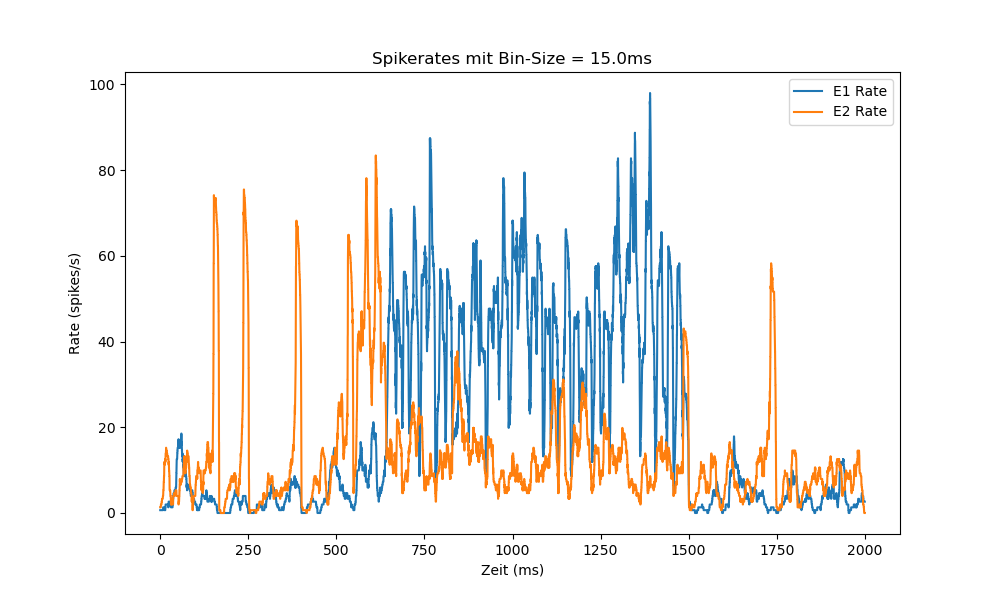 Spikerates mit Bin-Size = 15.0ms
E1 Rate
E2 Rate
100
80
60
40
20
0
Rate (spikes/s)
0 250 500 750 1000 1250 1500 1750 2000
Zeit (ms)